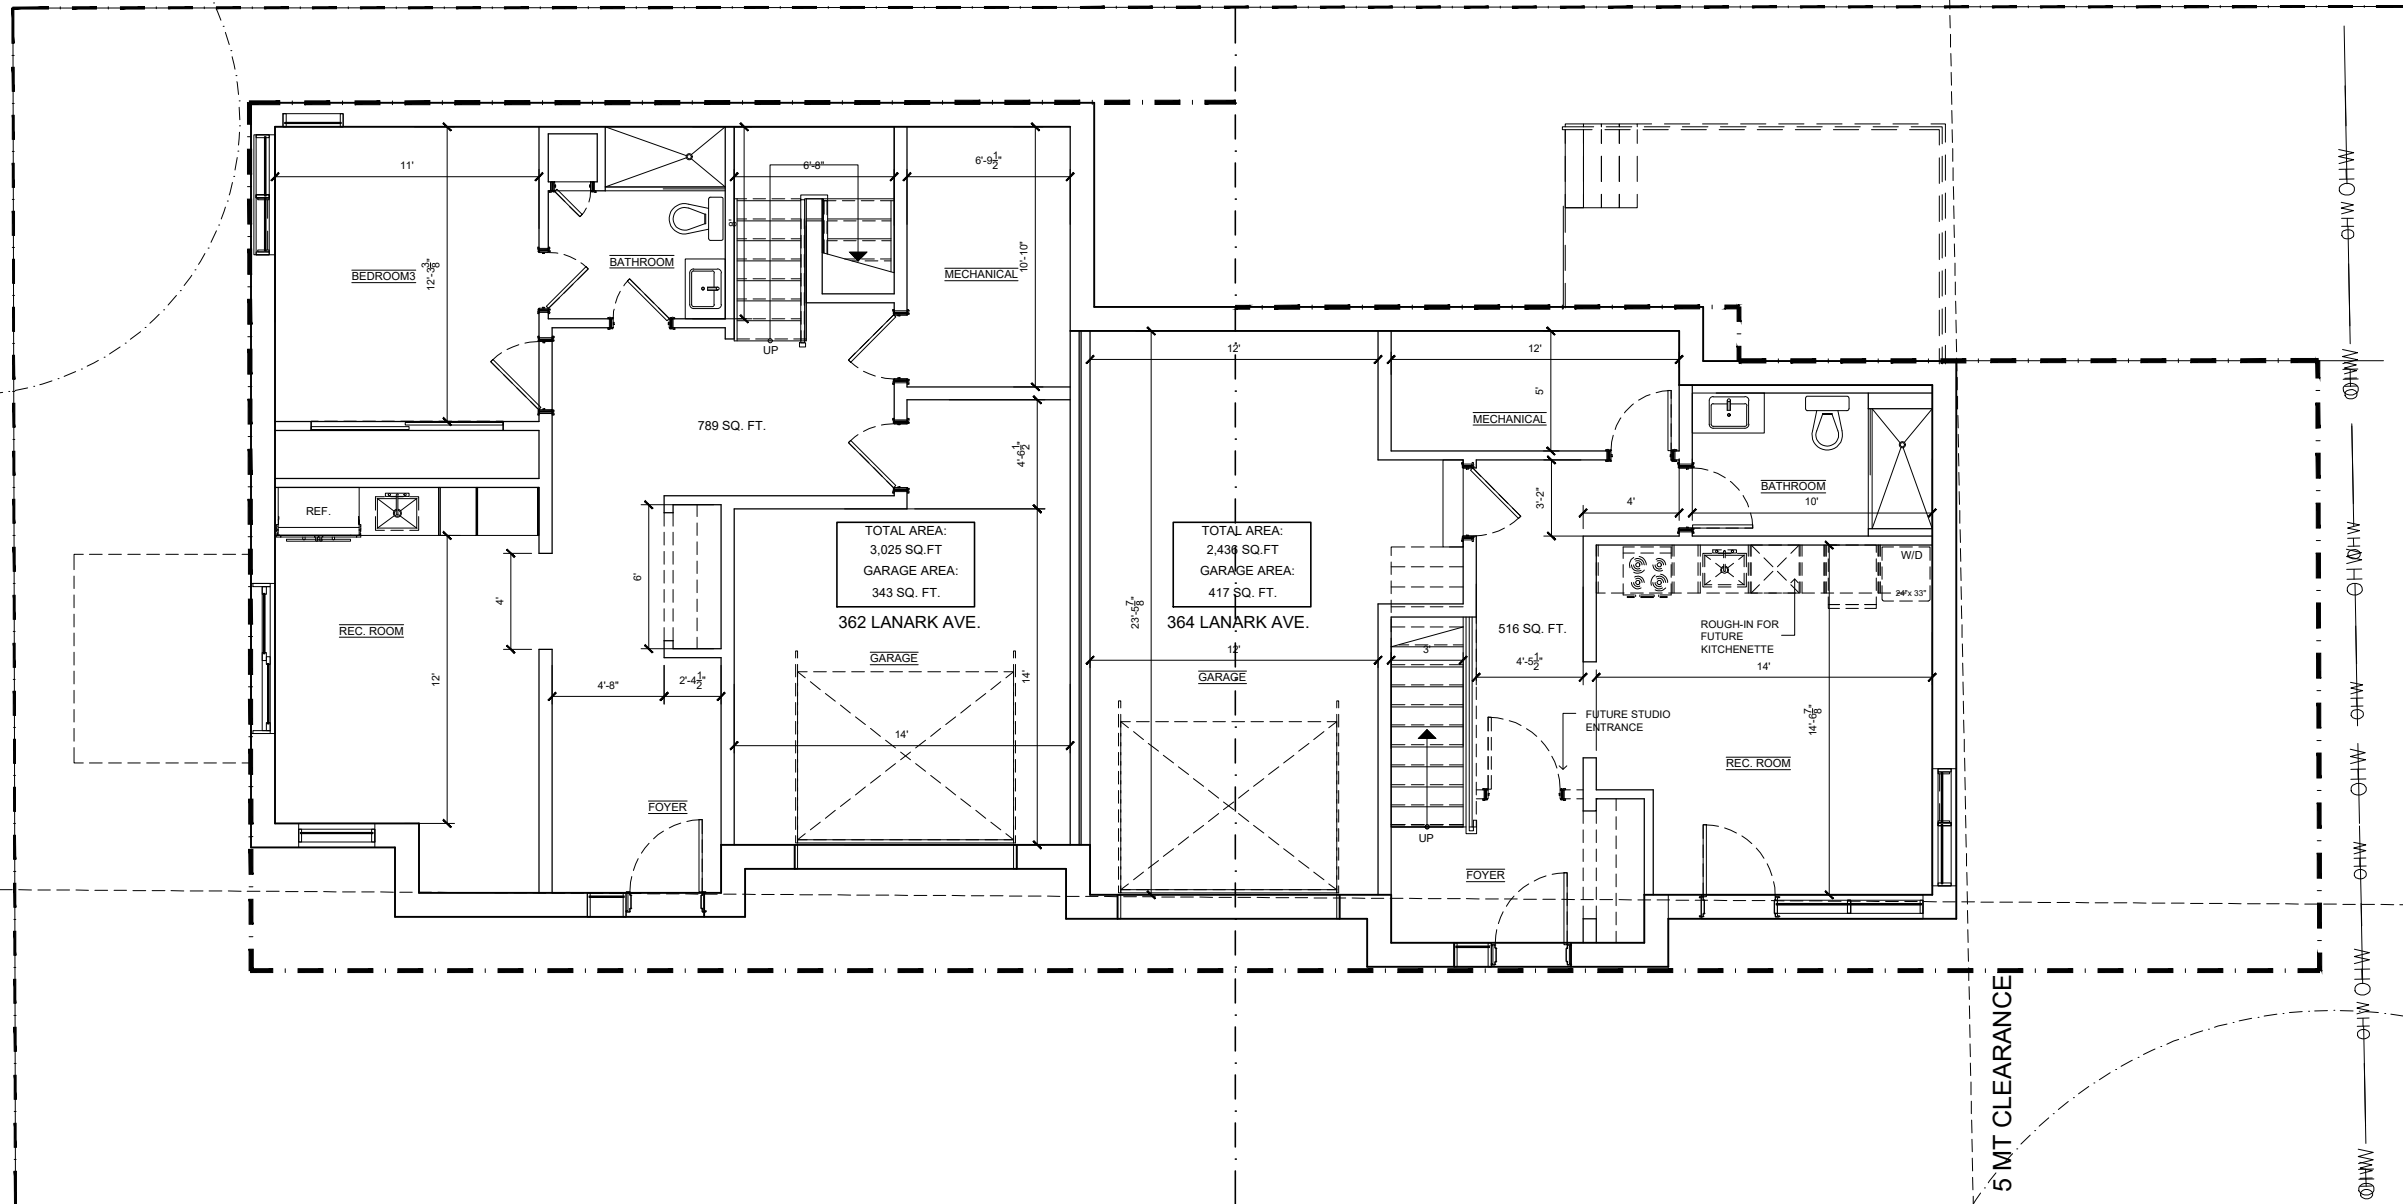 11'
6'-8"
6'-9 1/2"
8'
BEDROOM3
12'-3 3/8"
BATHROOM
MECHANICAL
10'-10"
UP
789 SQ. FT.
4'-6 1/2"
REF.
6'
4'
REC. ROOM
12'
4'-8"
2'-4 1/2"
FOYER
TOTAL AREA:
3,025 SQ.FT
GARAGE AREA:
343 SQ. FT.
362 LANARK AVE.
GARAGE
14'
14'
12'
12'
5'
MECHANICAL
23'-5 7/8"
TOTAL AREA:
2,436 SQ.FT
GARAGE AREA:
417 SQ. FT.
364 LANARK AVE.
12'
GARAGE
3'-2"
4'
BATHROOM
10'
W/D
24"x 33"
516 SQ. FT.
ROUGH-IN FOR
FUTURE
KITCHENETTE
3'
4'-5 1/2"
14'
FUTURE STUDIO
ENTRANCE
14'-6 7/8"
REC. ROOM
UP
FOYER
5 MT CLEARANCE